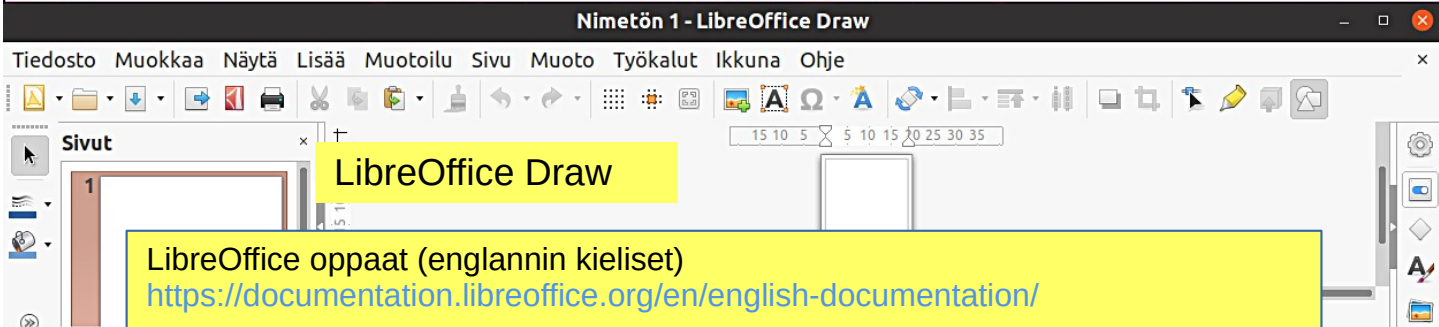 Nimetön 1 - LibreOffice Draw
Tiedosto Muokkaa Näytä Lisää Muotoilu Sivu Muoto Työkalut Ikkuna Ohje
Sivut
15 10 5 5 10 15 20 25 30 35
1
LibreOffice Draw
LibreOffice oppaat (englannin kieliset)
https://documentation.libreoffice.org/en/english-documentation/